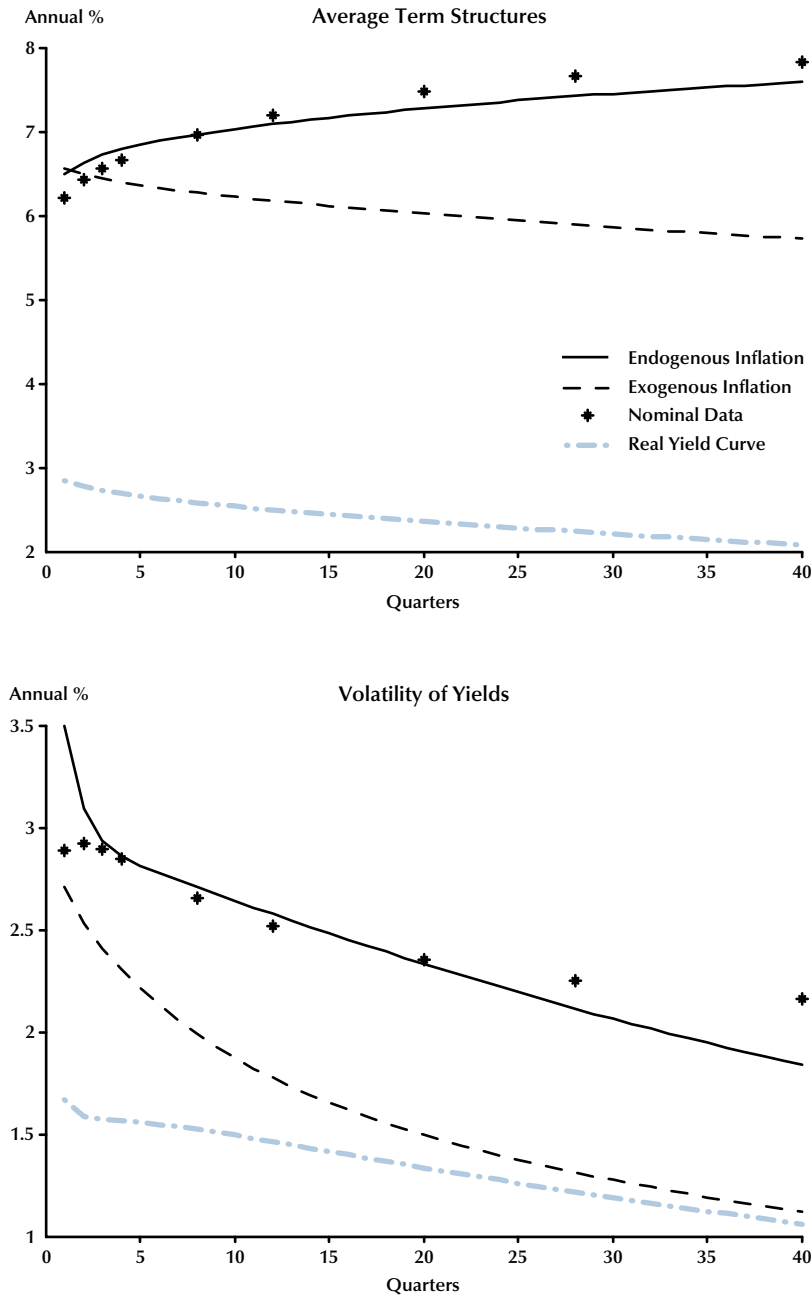 Annual %
Average Term Structures
8
7
6
5
4
3
2
Endogenous Inflation
Exogenous Inflation
Nominal Data
Real Yield Curve
0 5 10 15 20 25 30 35 40
Quarters
Annual %
Volatility of Yields
3.5
3
2.5
2
1.5
1
0 5 10 15 20 25 30 35 40
Quarters